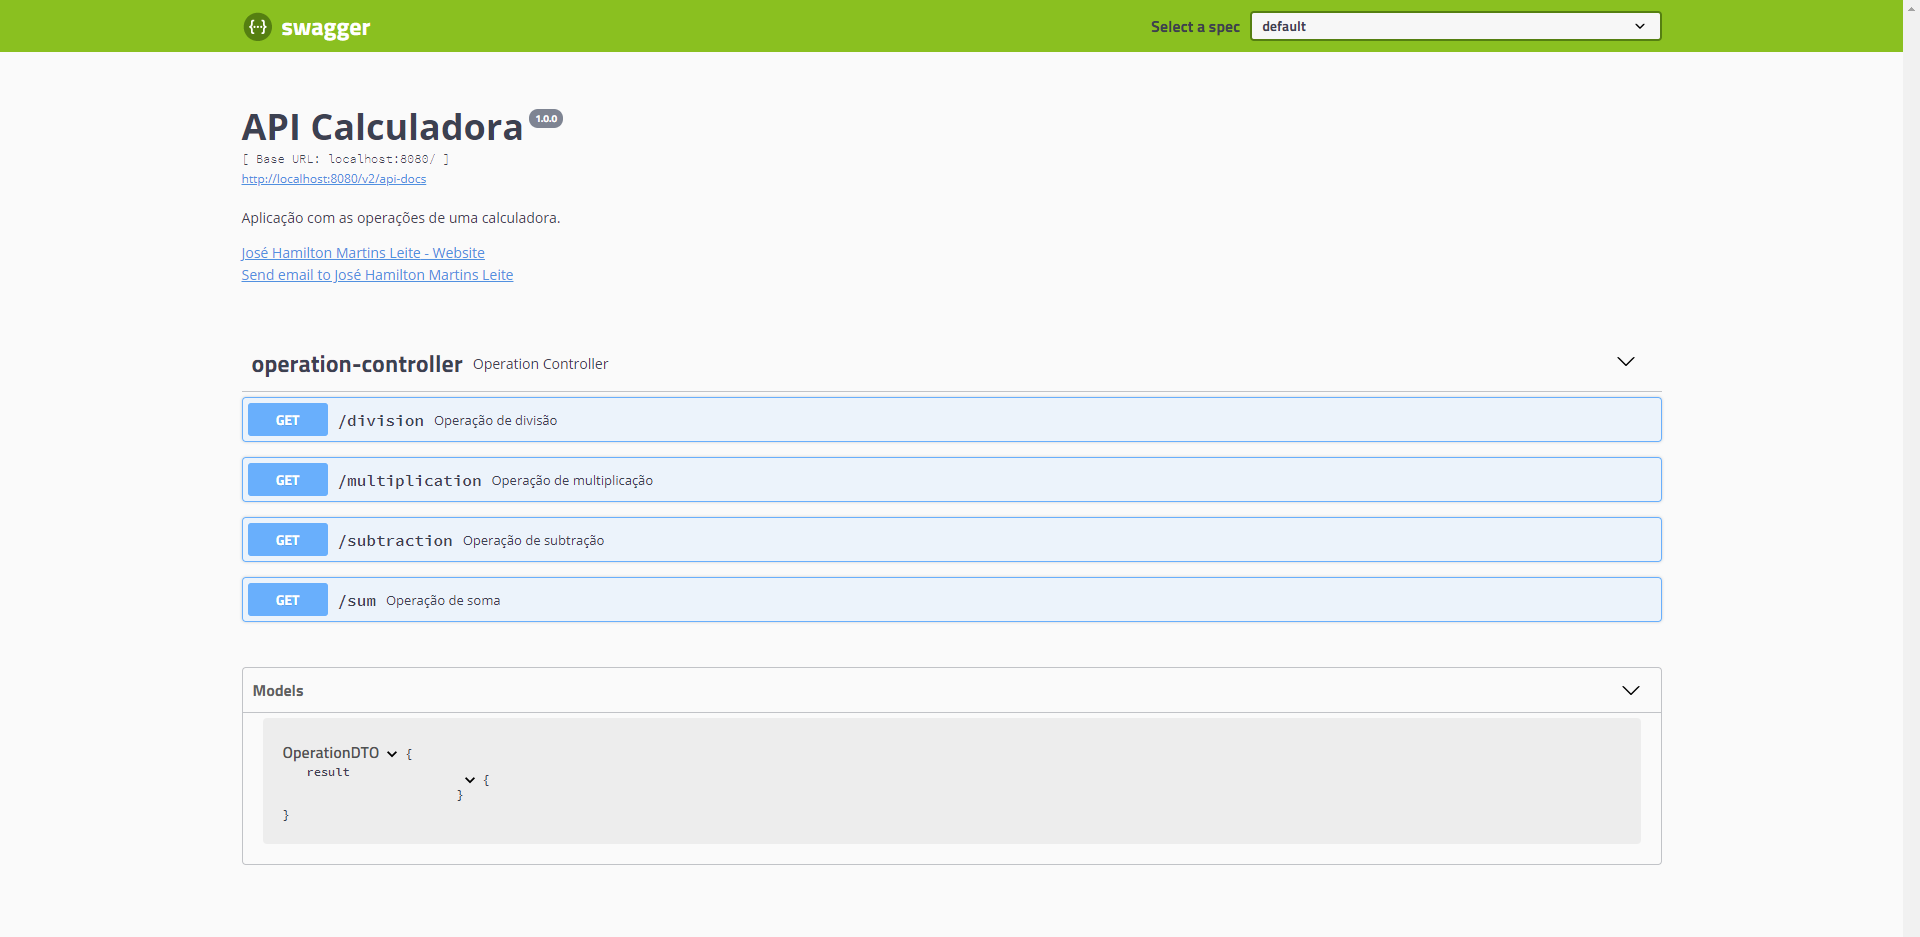 {···} swagger
Select a spec default
API Calculadora 1.0.0
[ Base URL: localhost:8080/ ]
http://localhost:8080/v2/api-docs
Aplicação com as operações de uma calculadora.
José Hamilton Martins Leite - Website
Send email to José Hamilton Martins Leite
operation-controller Operation Controller
GET /division Operação de divisão
GET /multiplication Operação de multiplicação
GET /subtraction Operação de subtração
GET /sum Operação de soma
Models
OperationDTO {
result
{
}
}